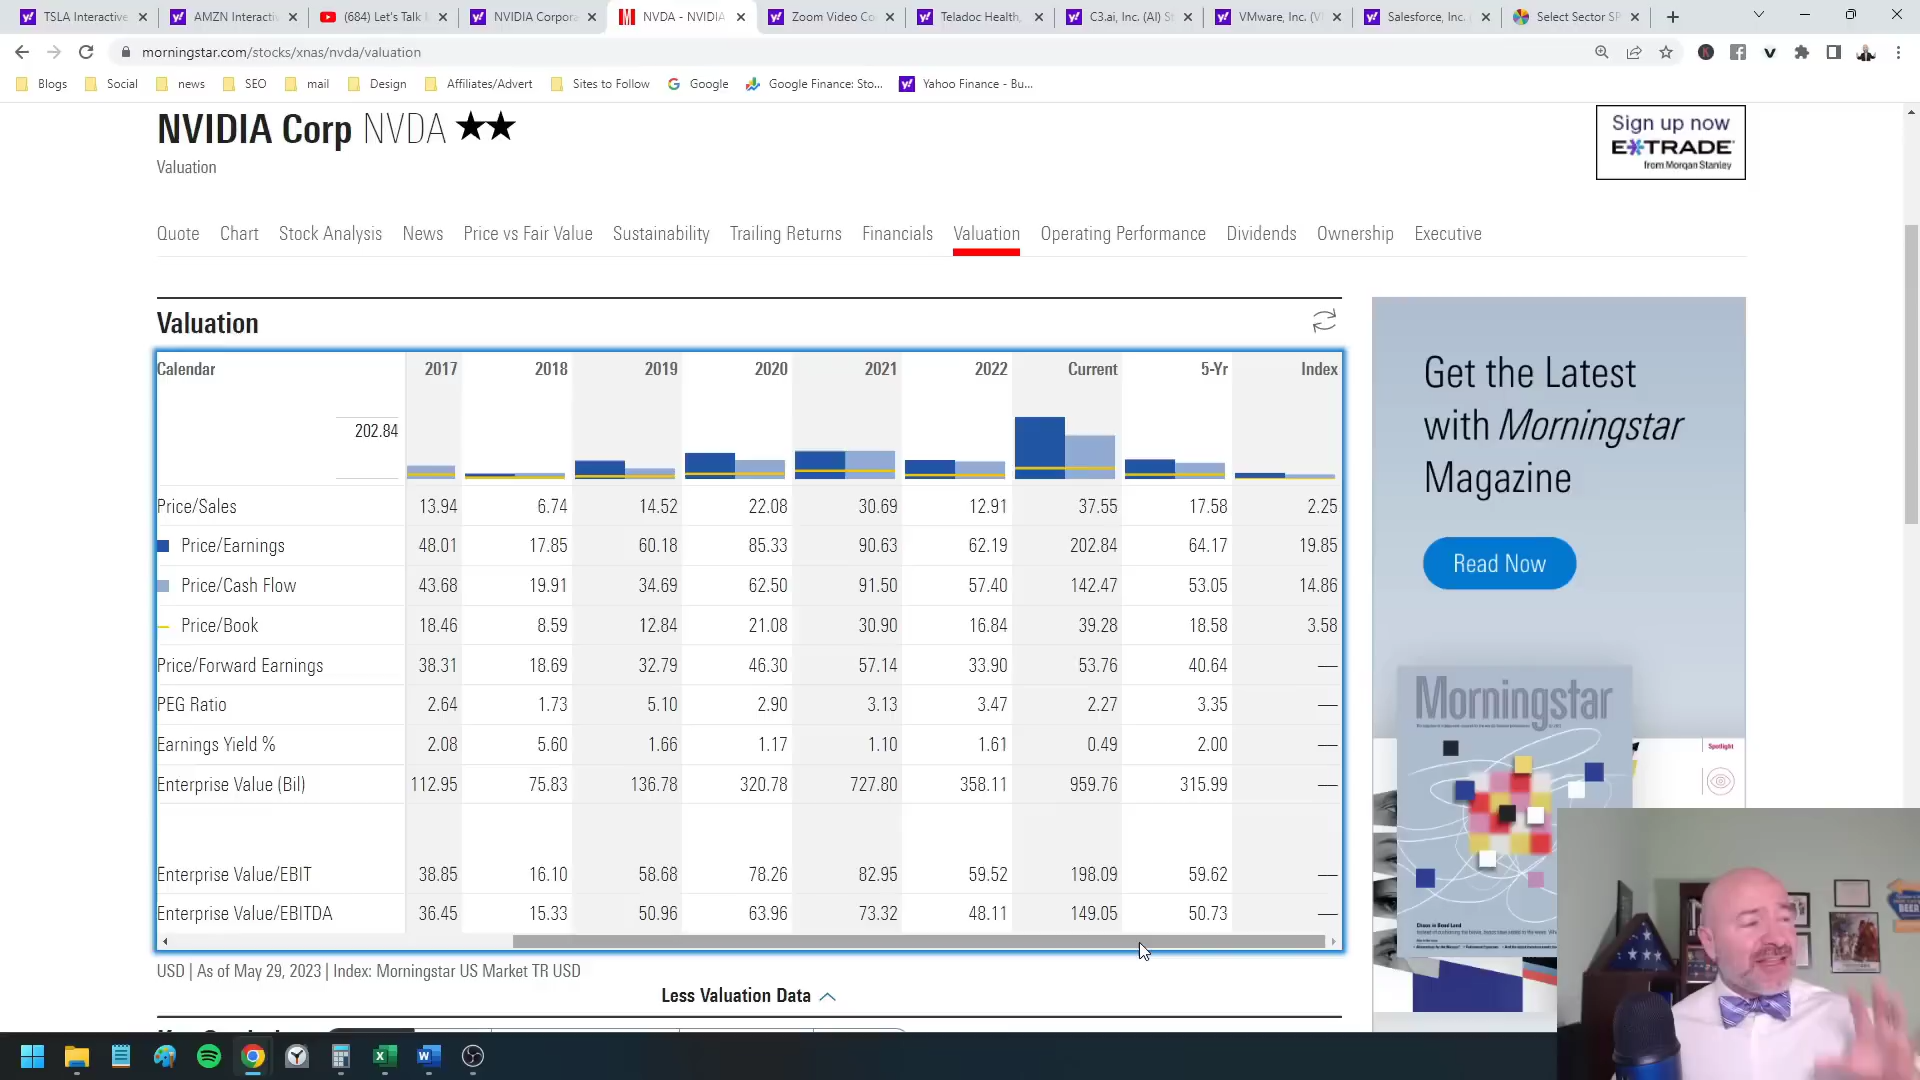 TSLA Interactive
AMZN Interacti
(684) Let's Talk
NVIDIA Corpora
NVDA - NVIDIA
Zoom Video Co
Teladoc Health,
C3.ai, Inc. (AI) S
VMware, Inc. (V
Salesforce, Inc.
Select Sector SP
morningstar.com/stocks/xnas/nvda/valuation
Blogs
Social
news
SEO
mail
Design
Affiliates/Advert
Sites to Follow
Google
Google Finance: Sto...
Yahoo Finance - Bu...
NVIDIA Corp NVDA ★★
Valuation
Sign up now
E*TRADE
from Morgan Stanley
Quote Chart Stock Analysis News Price vs Fair Value Sustainability Trailing Returns Financials Valuation Operating Performance Dividends Ownership Executive
Valuation
Calendar 2017 2018 2019 2020 2021 2022 Current 5-Yr Index
202.84
Price/Sales 13.94 6.74 14.52 22.08 30.69 12.91 37.55 17.58 2.25
Price/Earnings 48.01 17.85 60.18 85.33 90.63 62.19 202.84 64.17 19.85
Price/Cash Flow 43.68 19.91 34.69 62.50 91.50 57.40 142.47 53.05 14.86
Price/Book 18.46 8.59 12.84 21.08 30.90 16.84 39.28 18.58 3.58
Price/Forward Earnings 38.31 18.69 32.79 46.30 57.14 33.90 53.76 40.64 —
PEG Ratio 2.64 1.73 5.10 2.90 3.13 3.47 2.27 3.35 —
Earnings Yield % 2.08 5.60 1.66 1.17 1.10 1.61 0.49 2.00 —
Enterprise Value (Bil) 112.95 75.83 136.78 320.78 727.80 358.11 959.76 315.99 —
Enterprise Value/EBIT 38.85 16.10 58.68 78.26 82.95 59.52 198.09 59.62 —
Enterprise Value/EBITDA 36.45 15.33 50.96 63.96 73.32 48.11 149.05 50.73 —
USD | As of May 29, 2023 | Index: Morningstar US Market TR USD
Less Valuation Data
Get the Latest
with Morningstar
Magazine
Read Now
Morningstar
Spotlight
BEER